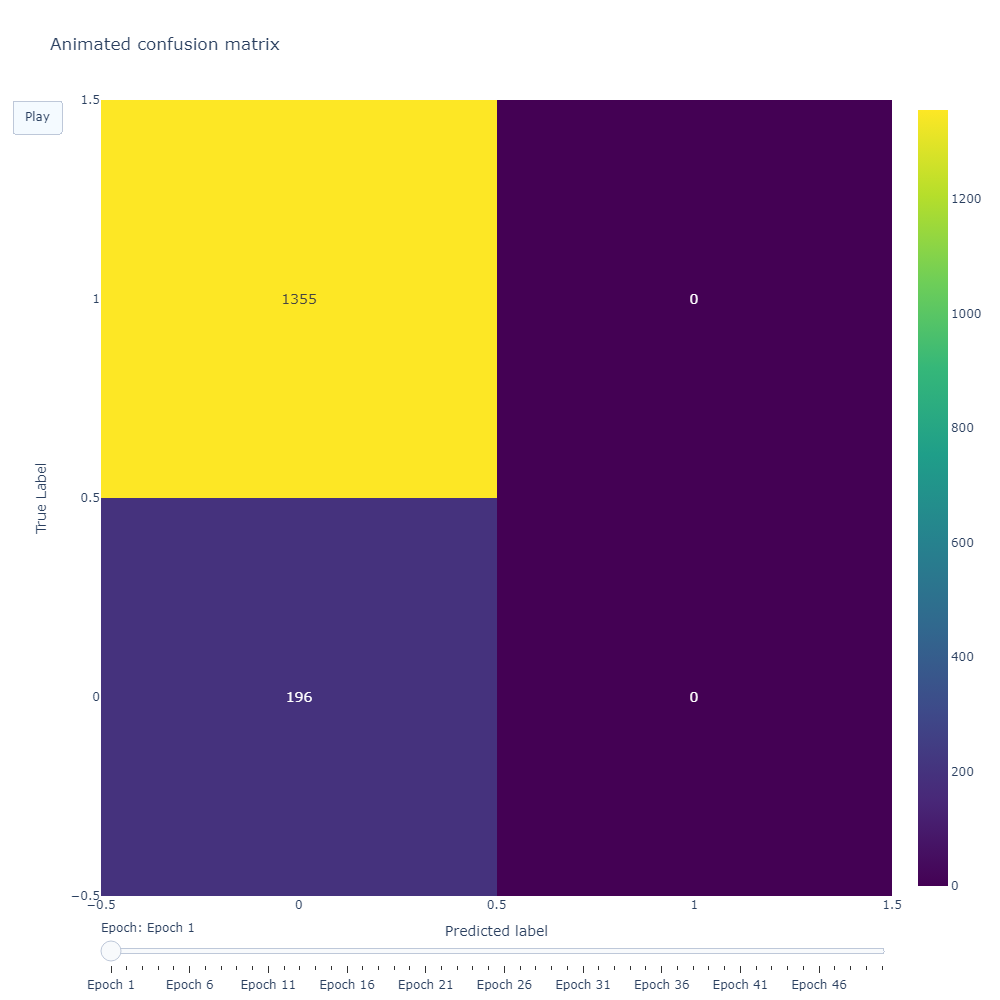 Animated confusion matrix
Play
1.5
1
0.5
0
−0.5
True Label
1355
0
196
0
1200
1000
800
600
400
200
0
−0.5 0 0.5 1 1.5
Predicted label
Epoch: Epoch 1
Epoch 1 Epoch 6 Epoch 11 Epoch 16 Epoch 21 Epoch 26 Epoch 31 Epoch 36 Epoch 41 Epoch 46